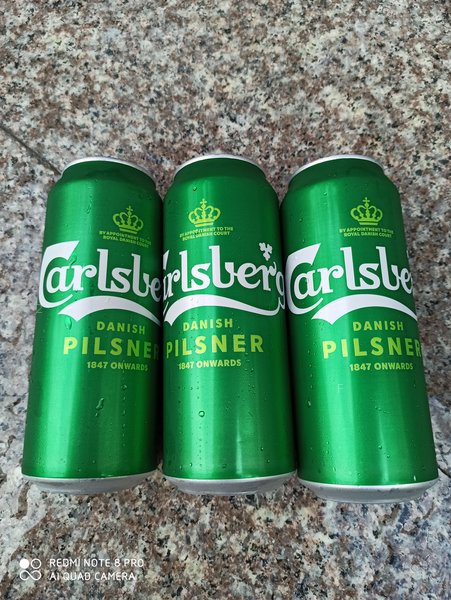 BY APPOINTMENT TO THE
ROYAL DANISH COURT
Carlsbe
DANISH
PILSNER
1847 ONWARDS
BY APPOINTMENT TO THE
ROYAL DANISH COURT
arlsberg
DANISH
PILSNER
1847 ONWARDS
BY APPOINTMENT TO THE
ROYAL DANISH COURT
Carlsbe
DANISH
PILSNER
1847 ONWARDS
REDMI NOTE 8 PRO
AI QUAD CAMERA